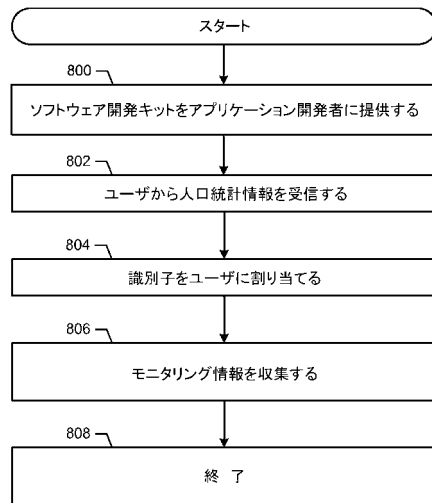 スタート
800
ソフトウェア開発キットをアプリケーション開発者に提供する
802
ユーザから人口統計情報を受信する
804
識別子をユーザに割り当てる
806
モニタリング情報を収集する
808
終 了